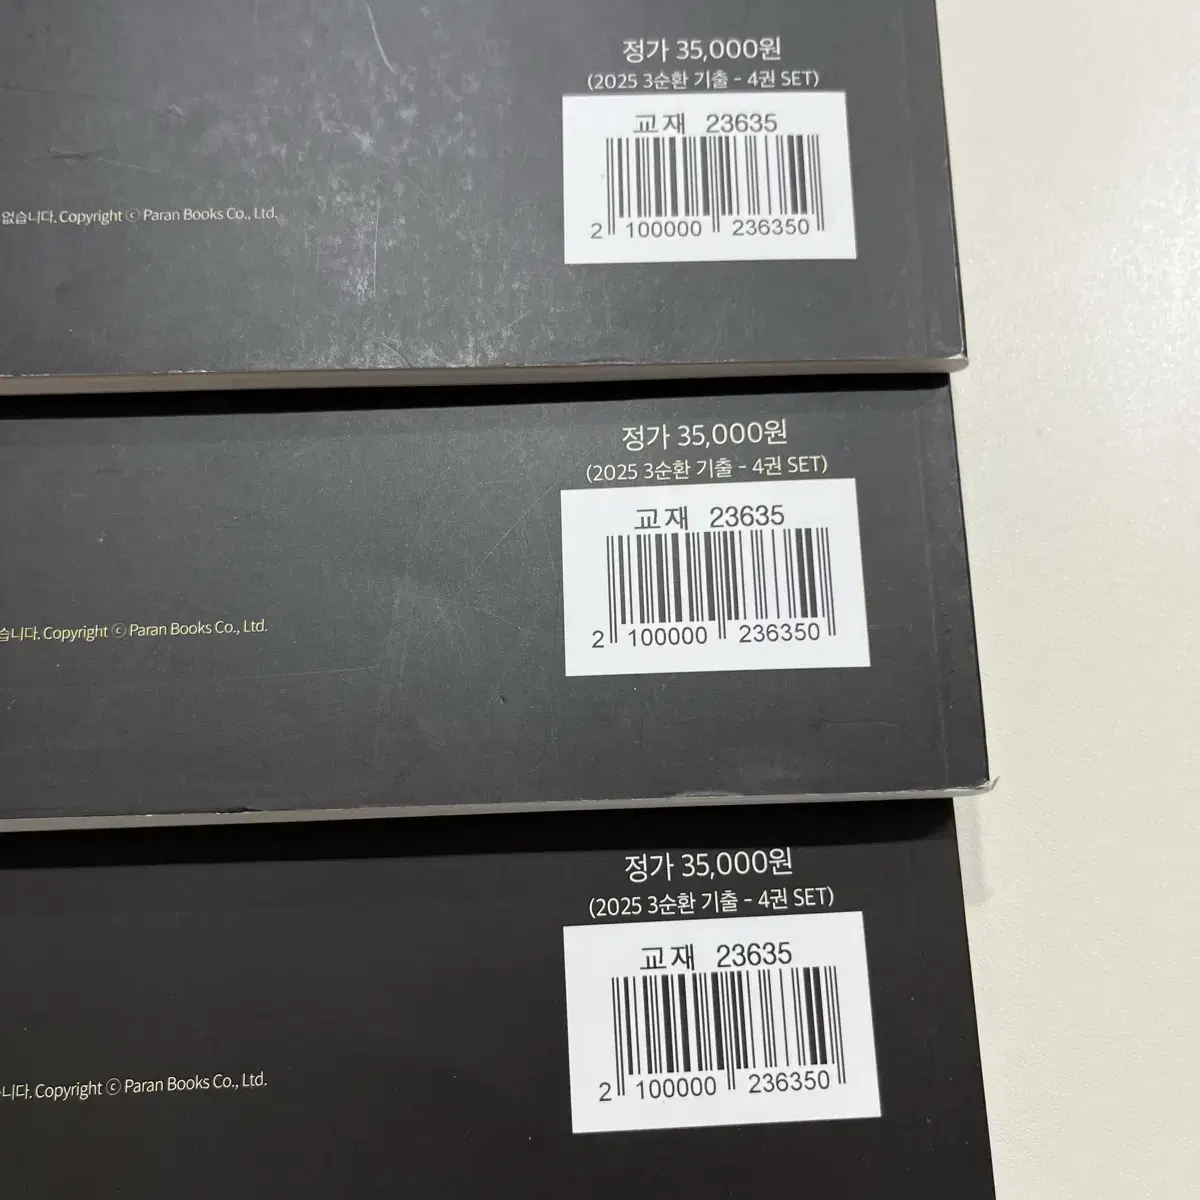 정가 35,000원
(2025 3순환 기출 - 4권 SET)
교재 23635
2 100000 236350
없습니다. Copyright ⓒ Paran Books Co., Ltd.
정가 35,000원
(2025 3순환 기출 - 4권 SET)
교재 23635
2 100000 236350
습니다. Copyright ⓒ Paran Books Co., Ltd.
정가 35,000원
(2025 3순환 기출 - 4권 SET)
교재 23635
2 100000 236350
니다. Copyright ⓒ Paran Books Co., Ltd.